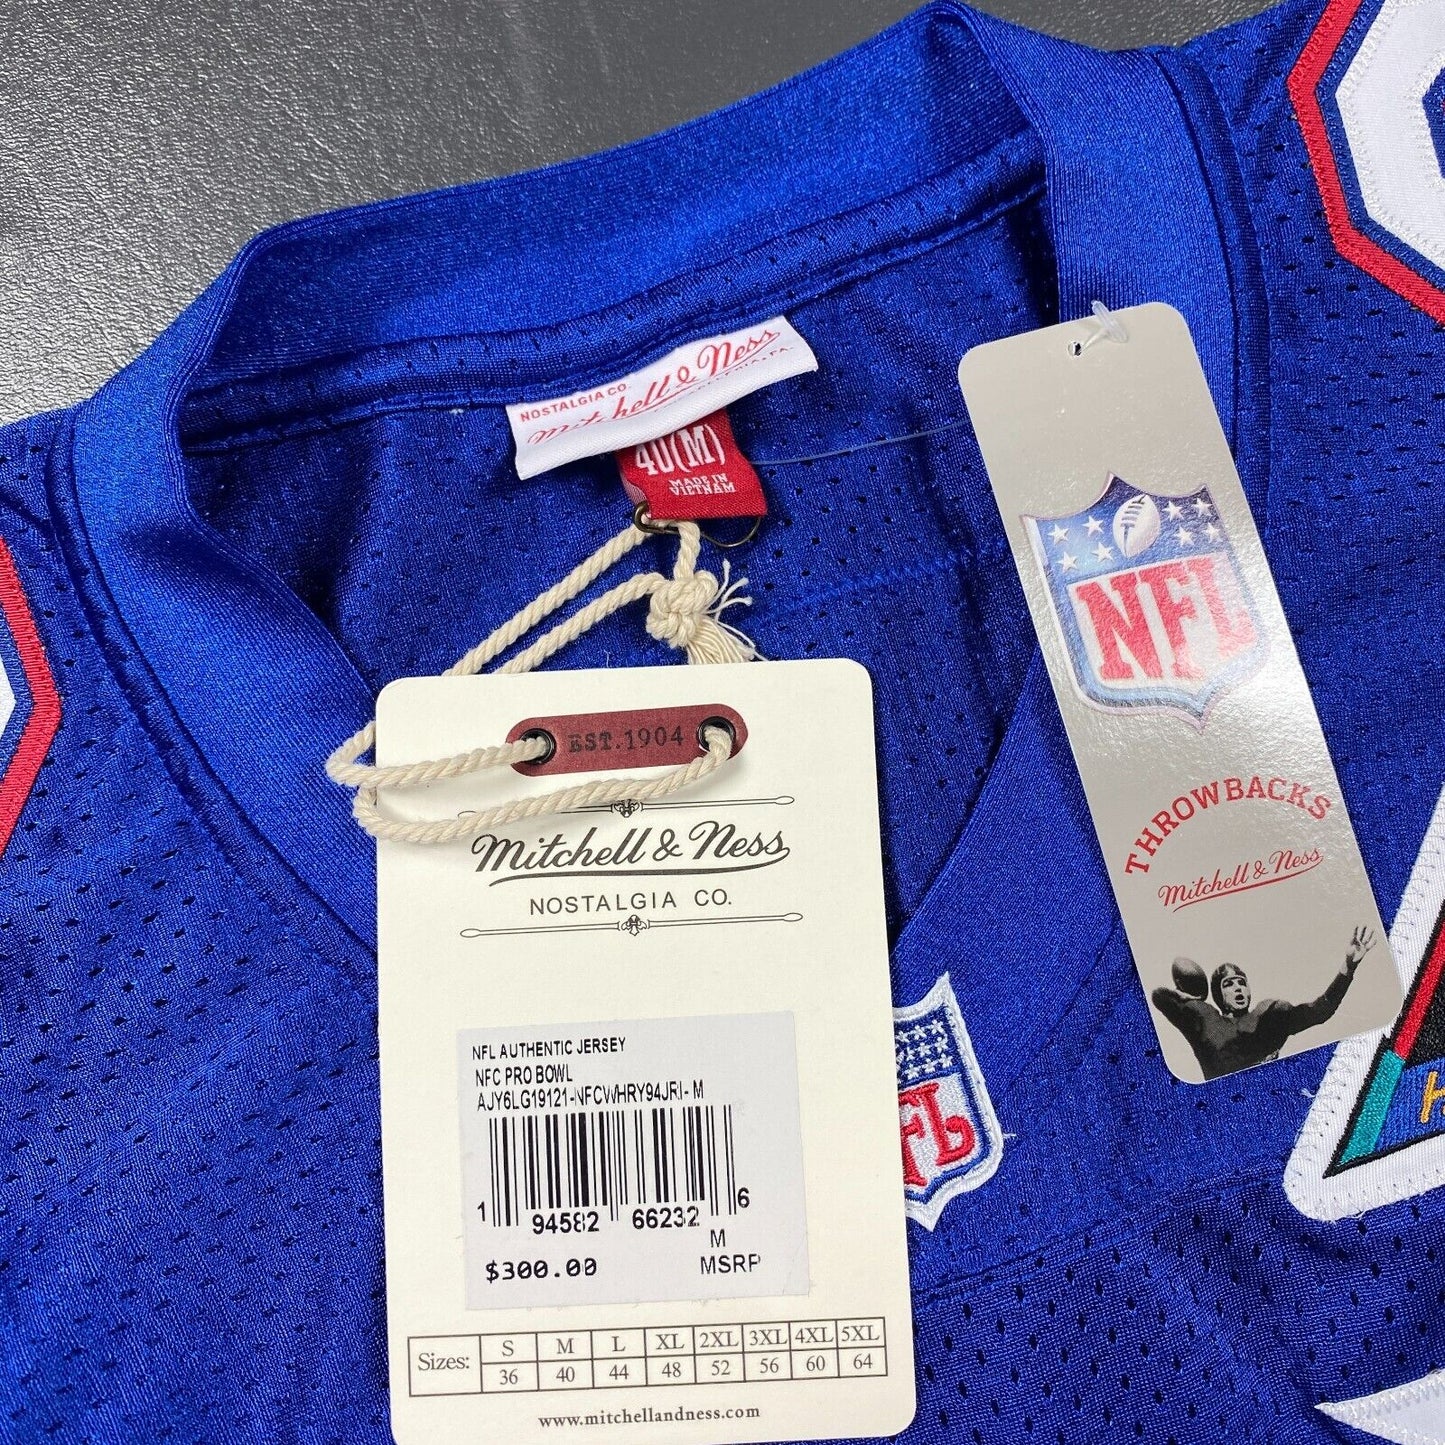 NOSTALGIA CO.
Mitchell & Ness
40(M)
MADE IN
VIETNAM
NFL
THROWBACKS
Mitchell & Ness
EST.1904
Mitchell & Ness
NOSTALGIA CO.
NFL AUTHENTIC JERSEY
NFC PRO BOWL
AJY6LG19121-NFCWHRY94JRI- M
1 94582 66232 6
M
$300.00 MSRP
Sizes: S M L XL 2XL 3XL 4XL 5XL
36 40 44 48 52 56 60 64
www.mitchellandness.com
NFL
H